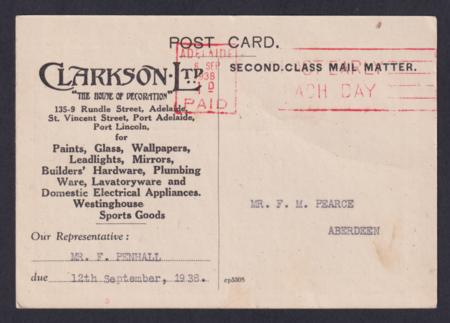 POST CARD.
CLARKSON LTD.
"THE HOUSE OF DECORATION"
135-9 Rundle Street, Adelaide,
St. Vincent Street, Port Adelaide,
Port Lincoln.
for
Paints, Glass, Wallpapers,
Leadlights, Mirrors,
Builders' Hardware, Plumbing
Ware, Lavatoryware and
Domestic Electrical Appliances.
Westinghouse
Sports Goods
Our Representative:
MR. F. PENHALL
due 12th September, 1938.
ADELAIDE
SEP
1938
PAID
SECOND-CLASS MAIL MATTER.
EARLY
EACH DAY
MR. F. M. PEARCE
ABERDEEN
cp5505